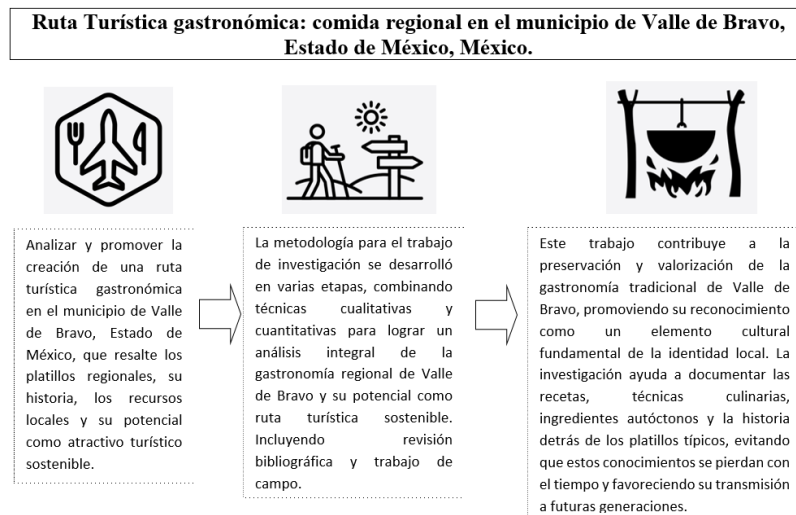 Ruta Turística gastronómica: comida regional en el municipio de Valle de Bravo,
Estado de México, México.
Analizar y promover la
creación de una ruta
turística gastronómica
en el municipio de Valle
de Bravo, Estado de
México, que resalte los
platillos regionales, su
historia, los recursos
locales y su potencial
como atractivo turístico
sostenible.
La metodología para el trabajo
de investigación se desarrolló
en varias etapas, combinando
técnicas cualitativas y
cuantitativas para lograr un
análisis integral de la
gastronomía regional de Valle
de Bravo y su potencial como
ruta turística sostenible.
Incluyendo revisión
bibliográfica y trabajo de
campo.
Este trabajo contribuye a la
preservación y valorización de la
gastronomía tradicional de Valle de
Bravo, promoviendo su reconocimiento
como un elemento cultural
fundamental de la identidad local. La
investigación ayuda a documentar las
recetas, técnicas culinarias,
ingredientes autóctonos y la historia
detrás de los platillos típicos, evitando
que estos conocimientos se pierdan con
el tiempo y favoreciendo su transmisión
a futuras generaciones.